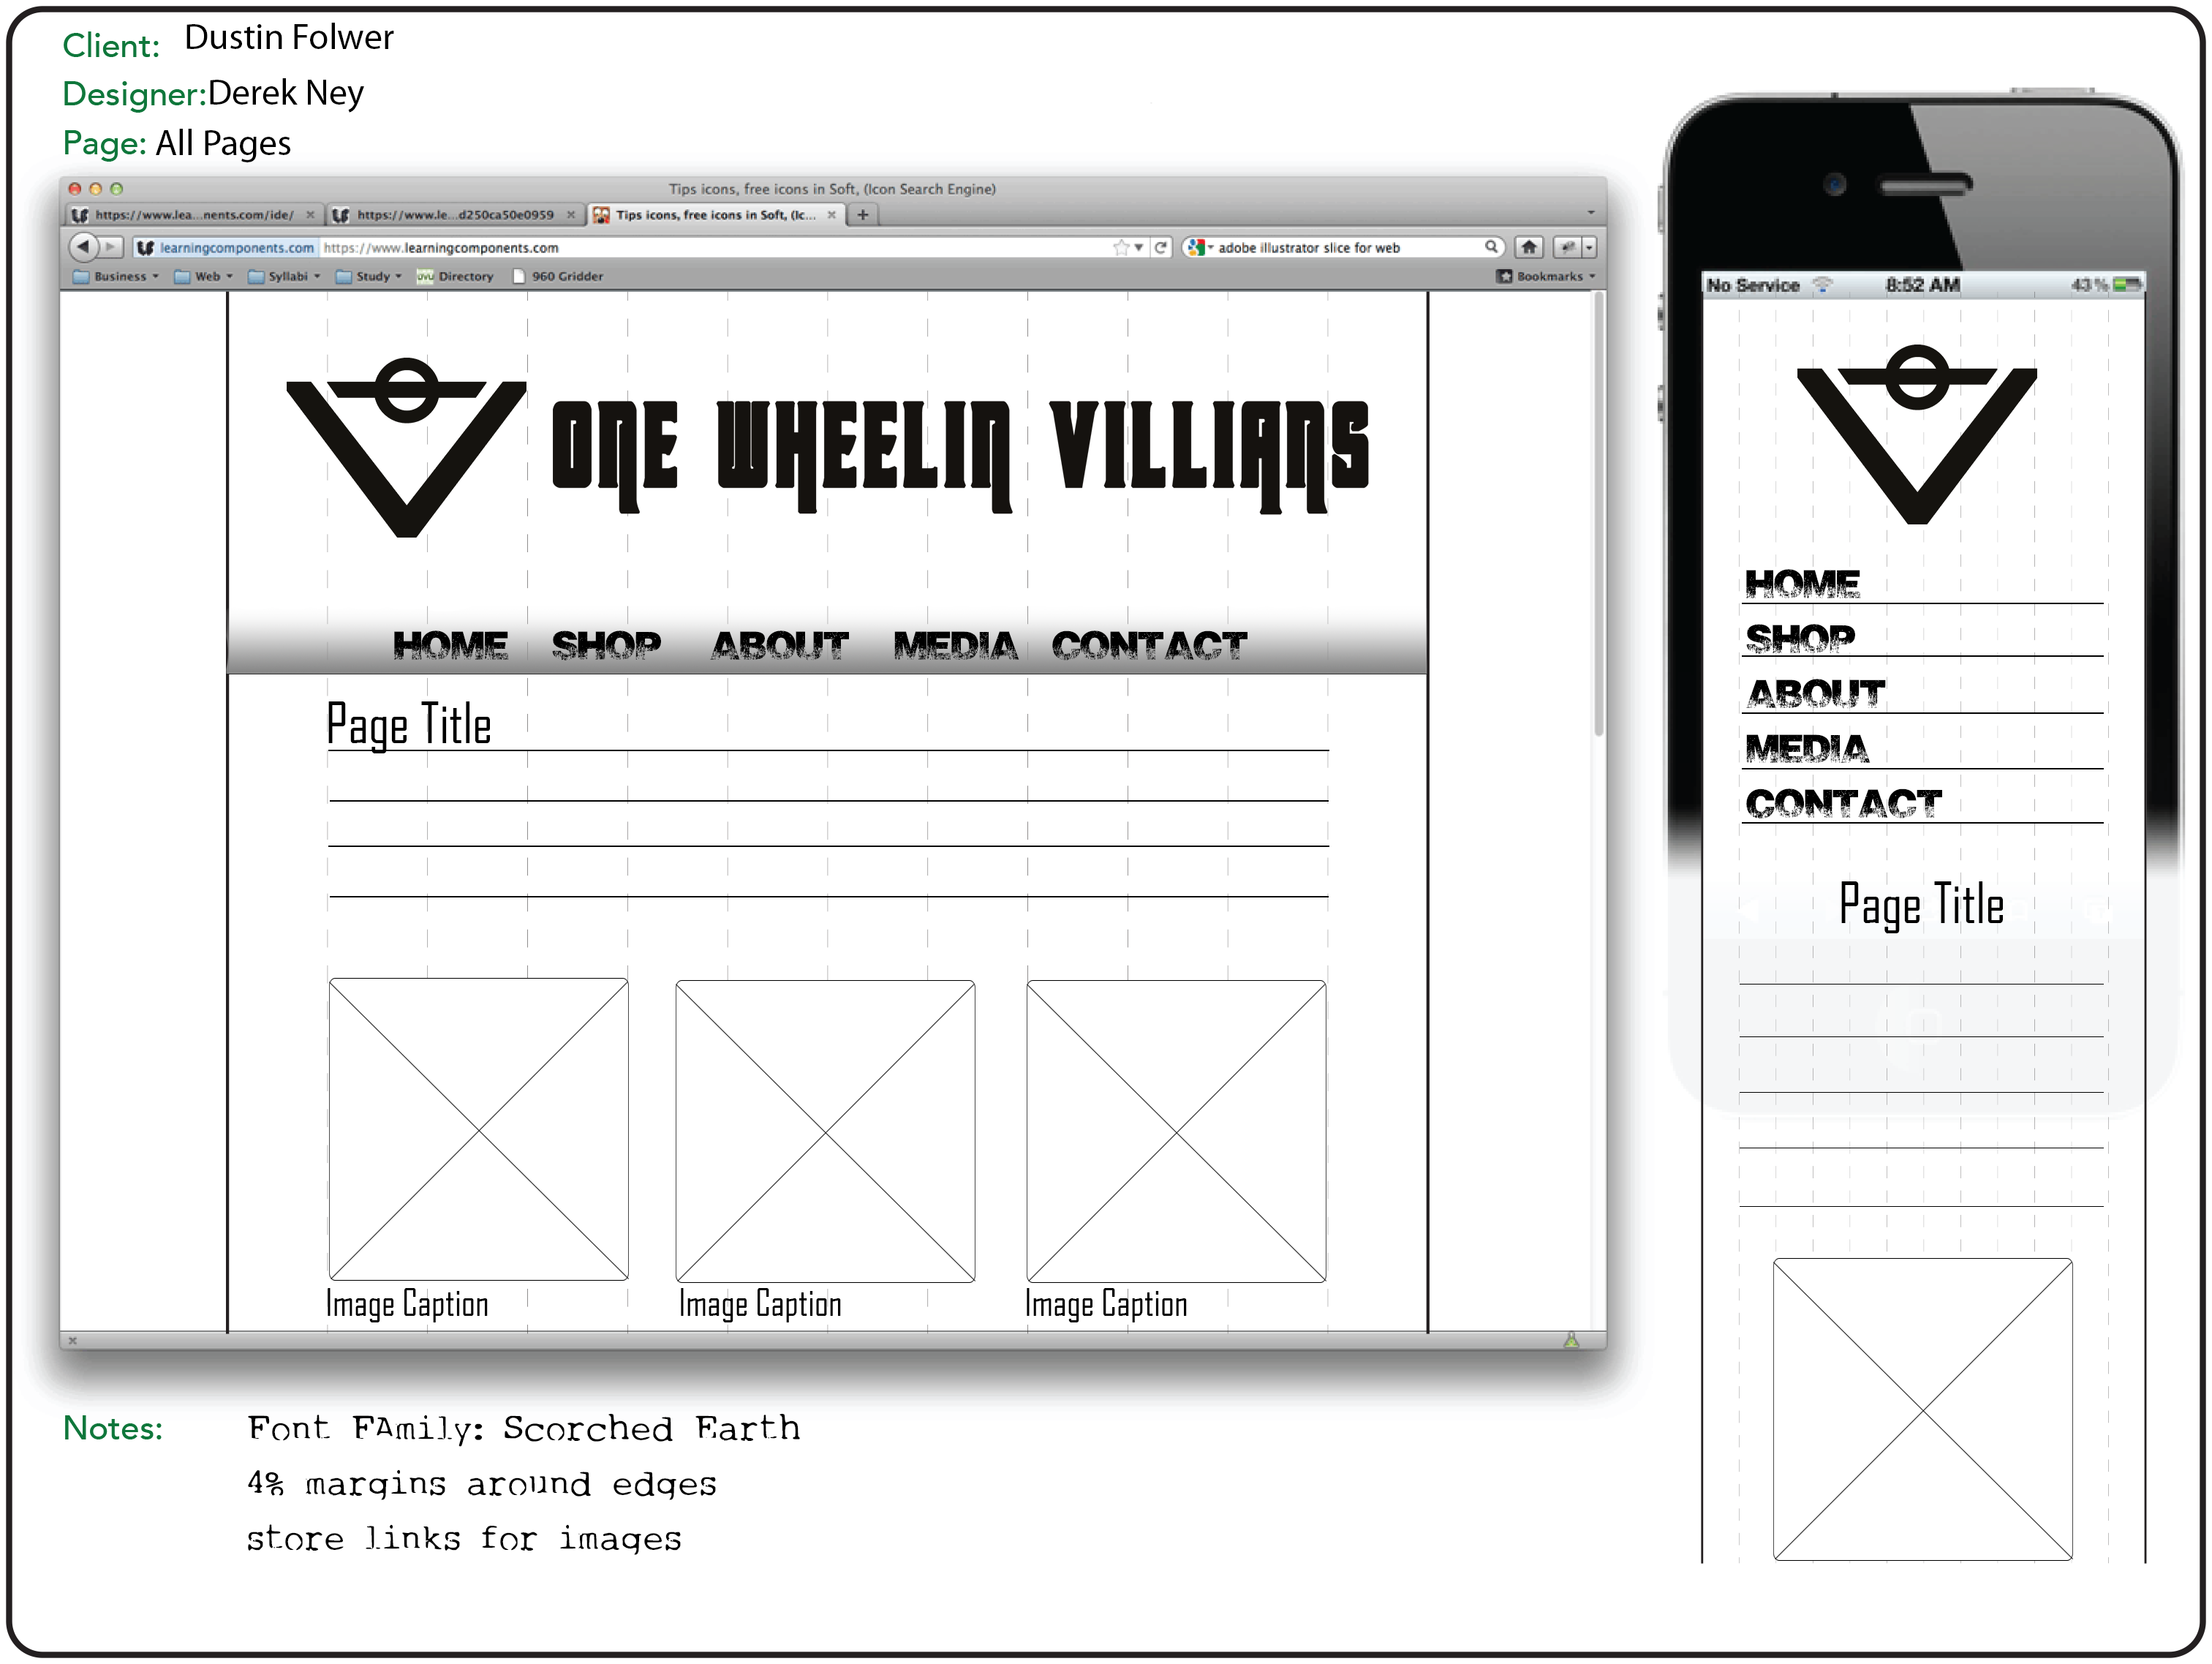 Client: Dustin Folwer
Designer: Derek Ney
Page: All Pages
Tips icons, free icons in Soft, (Icon Search Engine)
https://www.lea...nents.com/ide/ https://www.le...d250ca50e0959 Tips icons, free icons in Soft, (Ic...
learningcomponents.com https://www.learningcomponents.com adobe illustrator slice for web
Business Web Syllabi Study Directory 960 Gridder Bookmarks
ONE WHEELIN VILLIANS
HOME SHOP ABOUT MEDIA CONTACT
Page Title
Image Caption Image Caption Image Caption
No Service 8:52 AM 43%
HOME
SHOP
ABOUT
MEDIA
CONTACT
Page Title
Notes: Font FAmily: Scorched Earth
4% margins around edges
store links for images